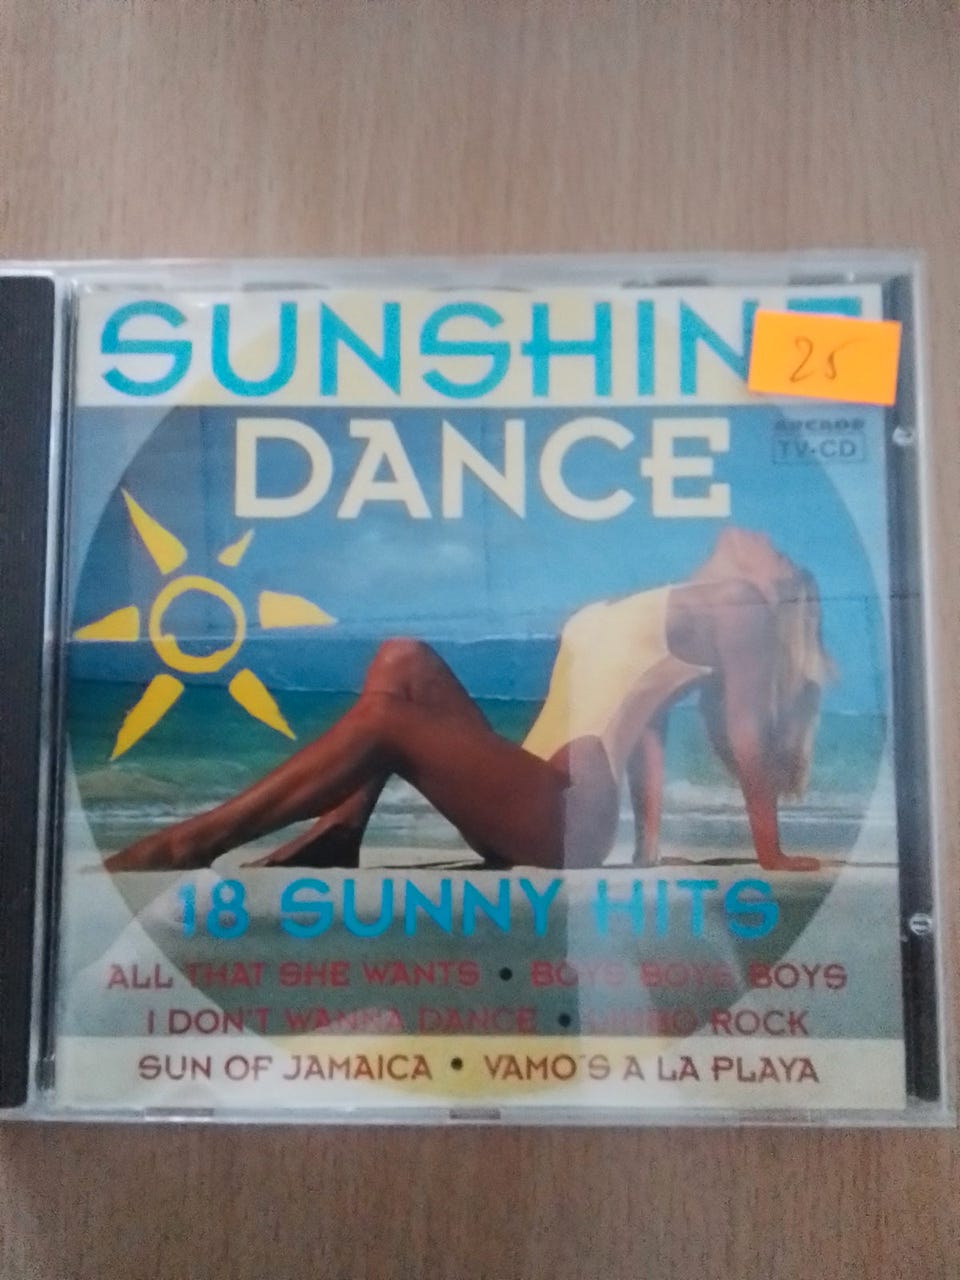 SUNSHINE
25
DANCE
ARCADE
TV-CD
18 SUNNY HITS
ALL THAT SHE WANTS • BOYS BOYS BOYS
I DON'T WANNA DANCE • LIMBO ROCK
SUN OF JAMAICA • VAMO'S A LA PLAYA